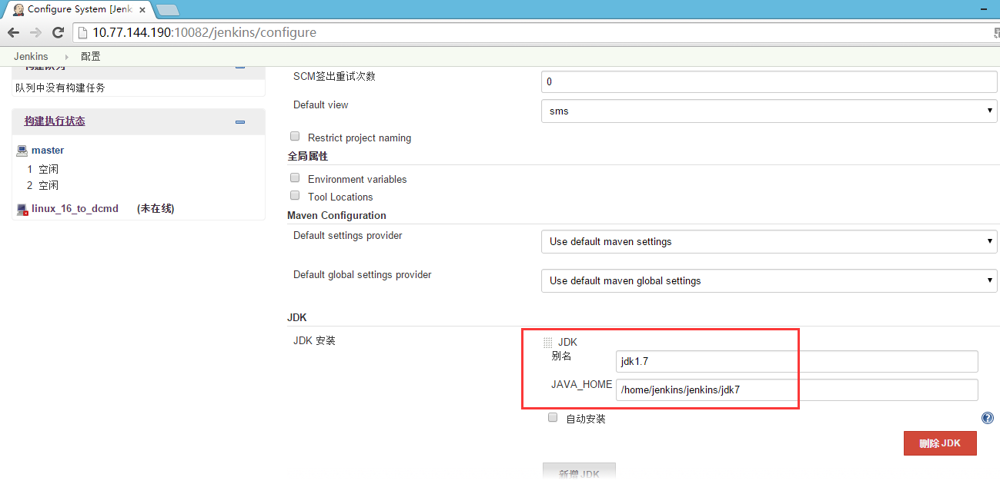 Configure System [Jenk
10.77.144.190:10082/jenkins/configure
Jenkins 配置
构建队列
队列中没有构建任务
构建执行状态
master
1 空闲
2 空闲
linux_16_to_dcmd (未在线)
SCM签出重试次数
0
Default view
sms
Restrict project naming
全局属性
Environment variables
Tool Locations
Maven Configuration
Default settings provider
Use default maven settings
Default global settings provider
Use default maven global settings
JDK
JDK 安装
JDK
别名
jdk1.7
JAVA_HOME
/home/jenkins/jenkins/jdk7
自动安装
删除 JDK
新增 JDK